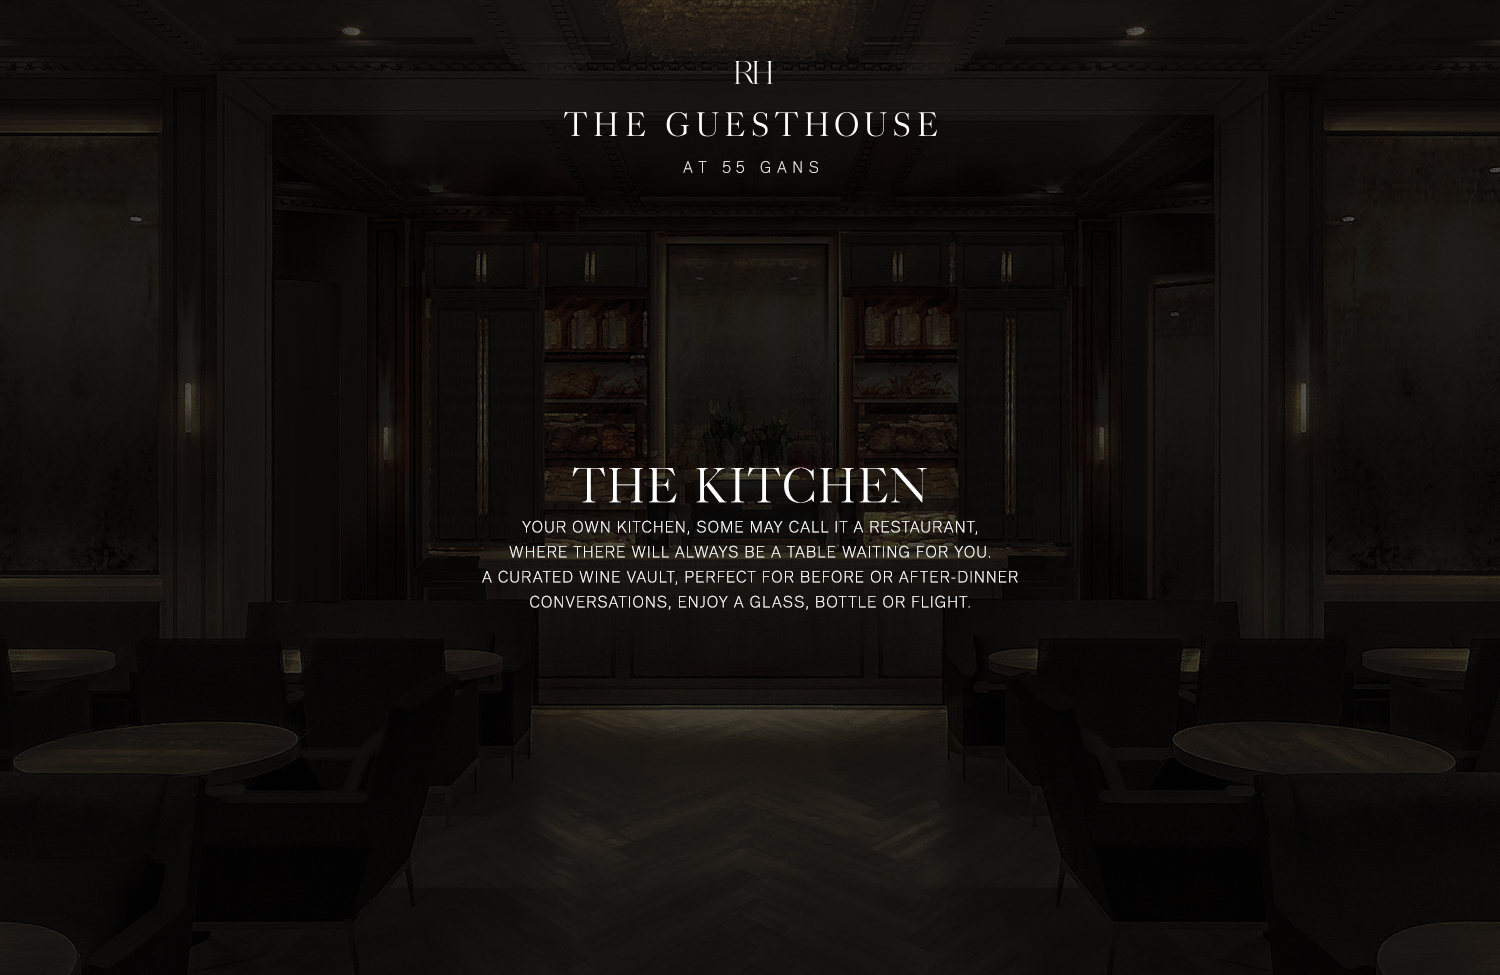 RH
THE GUESTHOUSE
AT 55 GANS
THE KITCHEN
YOUR OWN KITCHEN, SOME MAY CALL IT A RESTAURANT,
WHERE THERE WILL ALWAYS BE A TABLE WAITING FOR YOU.
A CURATED WINE VAULT, PERFECT FOR BEFORE OR AFTER-DINNER
CONVERSATIONS, ENJOY A GLASS, BOTTLE OR FLIGHT.